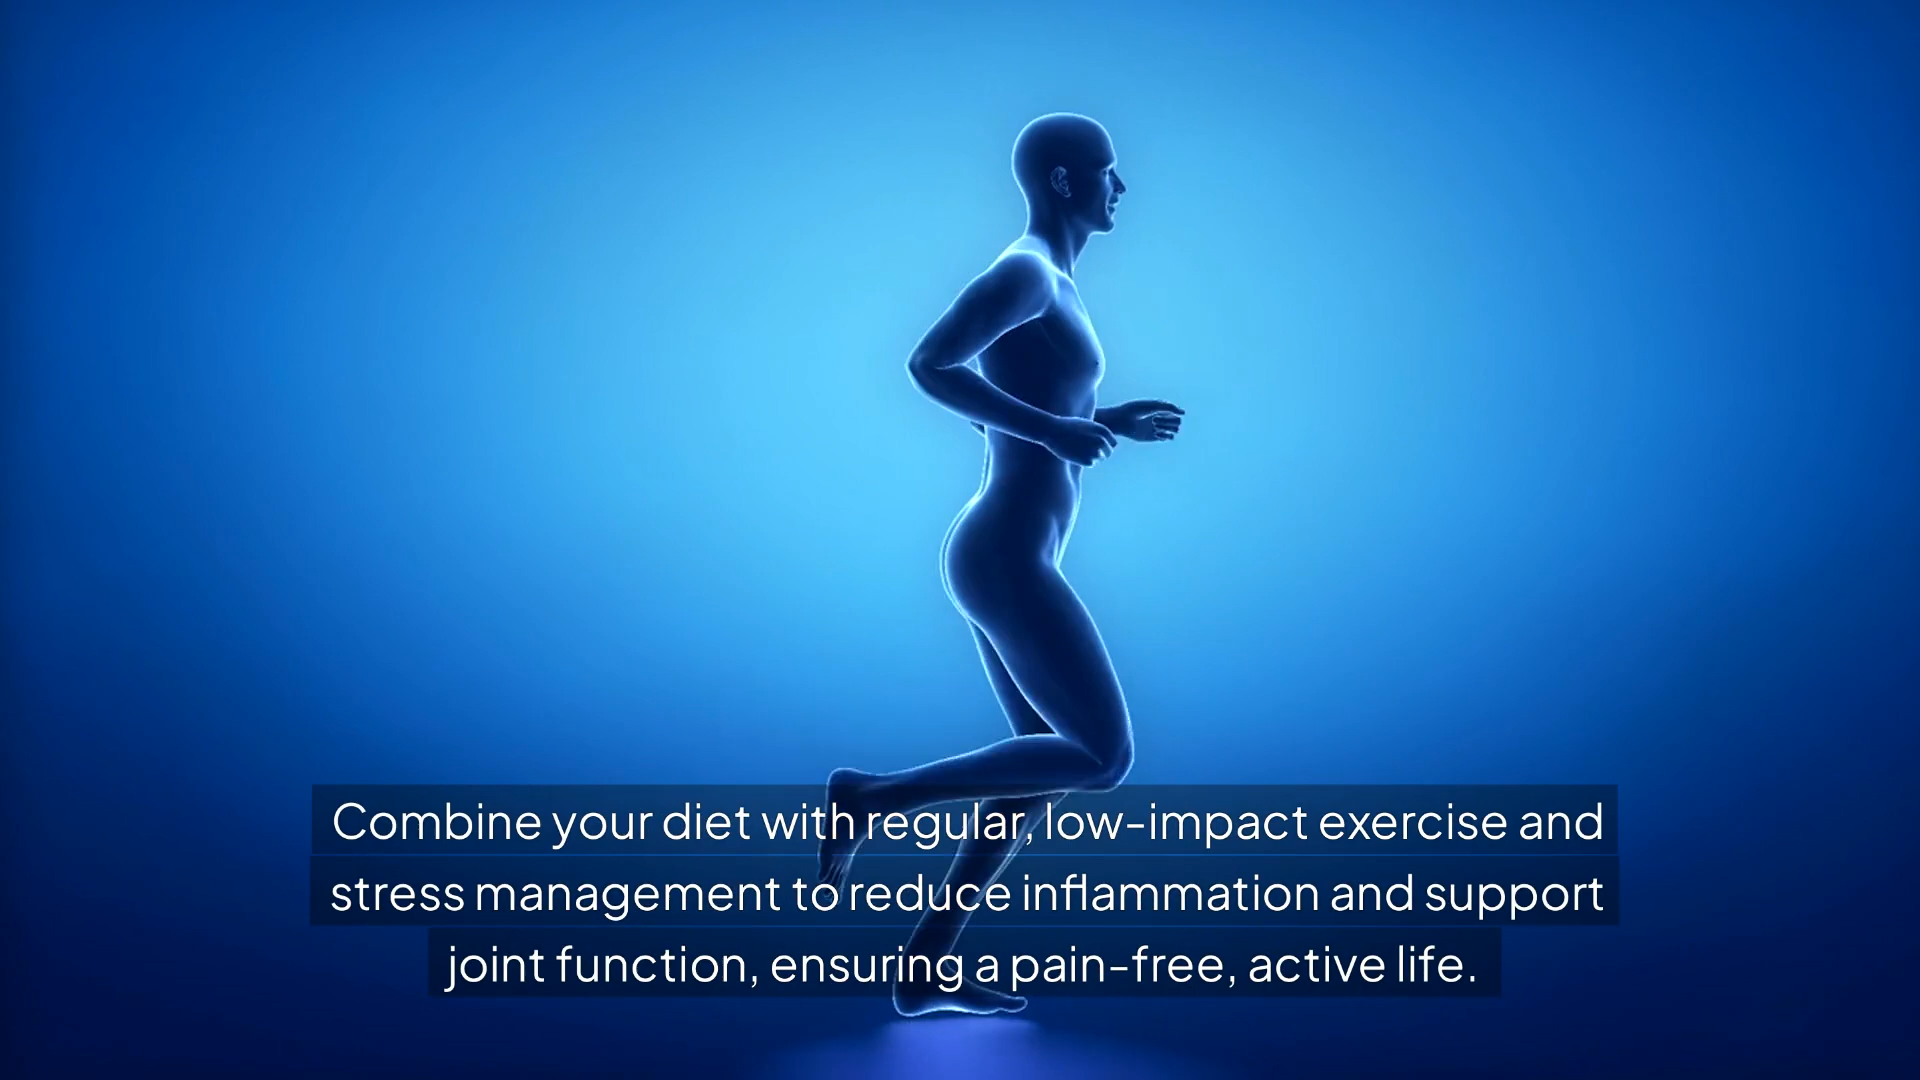 Combine your diet with regular, low-impact exercise and
stress management to reduce inflammation and support
joint function, ensuring a pain-free, active life.